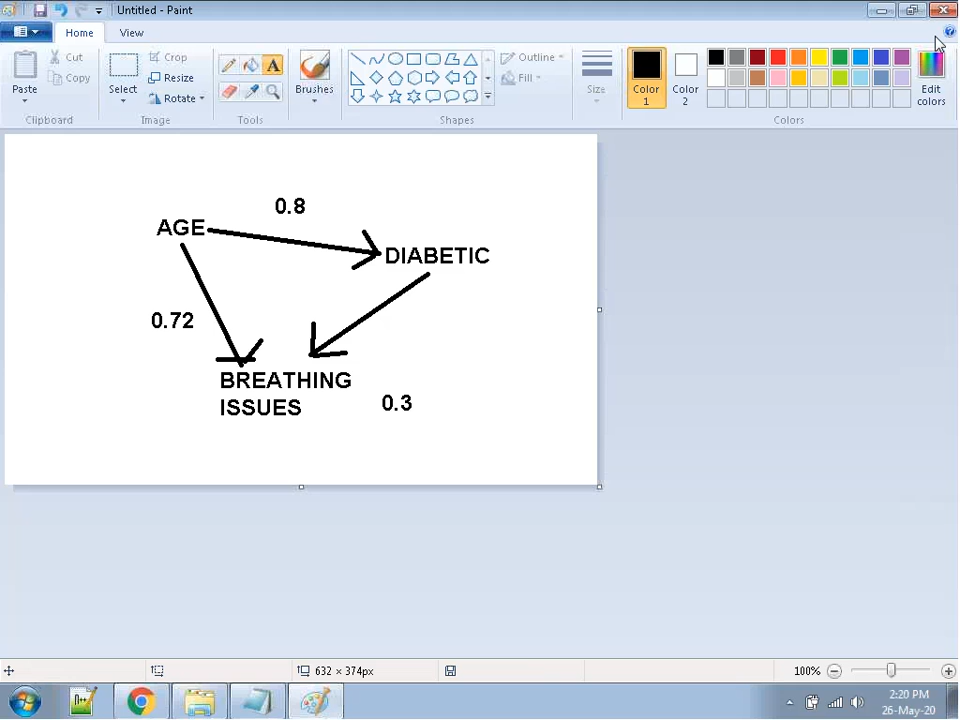 Untitled - Paint
Home View
Paste
Cut
Copy
Clipboard
Select
Crop
Resize
Rotate
Image
A
Tools
Brushes
Shapes
Outline
Fill
Size
Color 1
Color 2
Colors
Edit colors
0.8
AGE
DIABETIC
0.72
BREATHING
ISSUES
0.3
632 × 374px
100%
2:20 PM
26-May-20